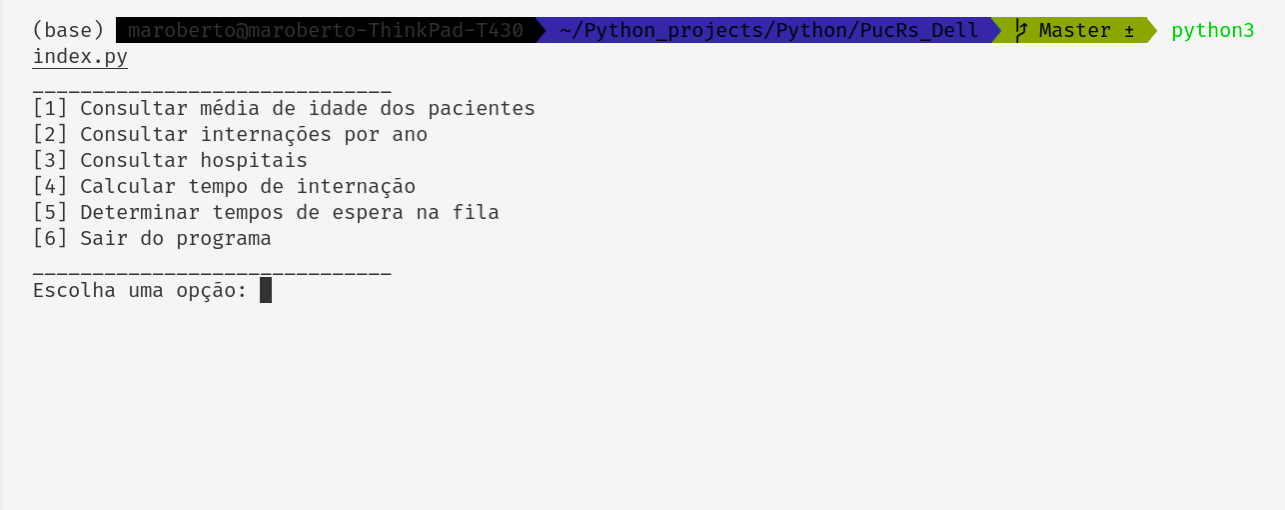 (base) maroberto@maroberto-ThinkPad-T430 ~/Python_projects/Python/PucRs_Dell Master ± python3
index.py
______________________________
[1] Consultar média de idade dos pacientes
[2] Consultar internações por ano
[3] Consultar hospitais
[4] Calcular tempo de internação
[5] Determinar tempos de espera na fila
[6] Sair do programa
______________________________
Escolha uma opção: